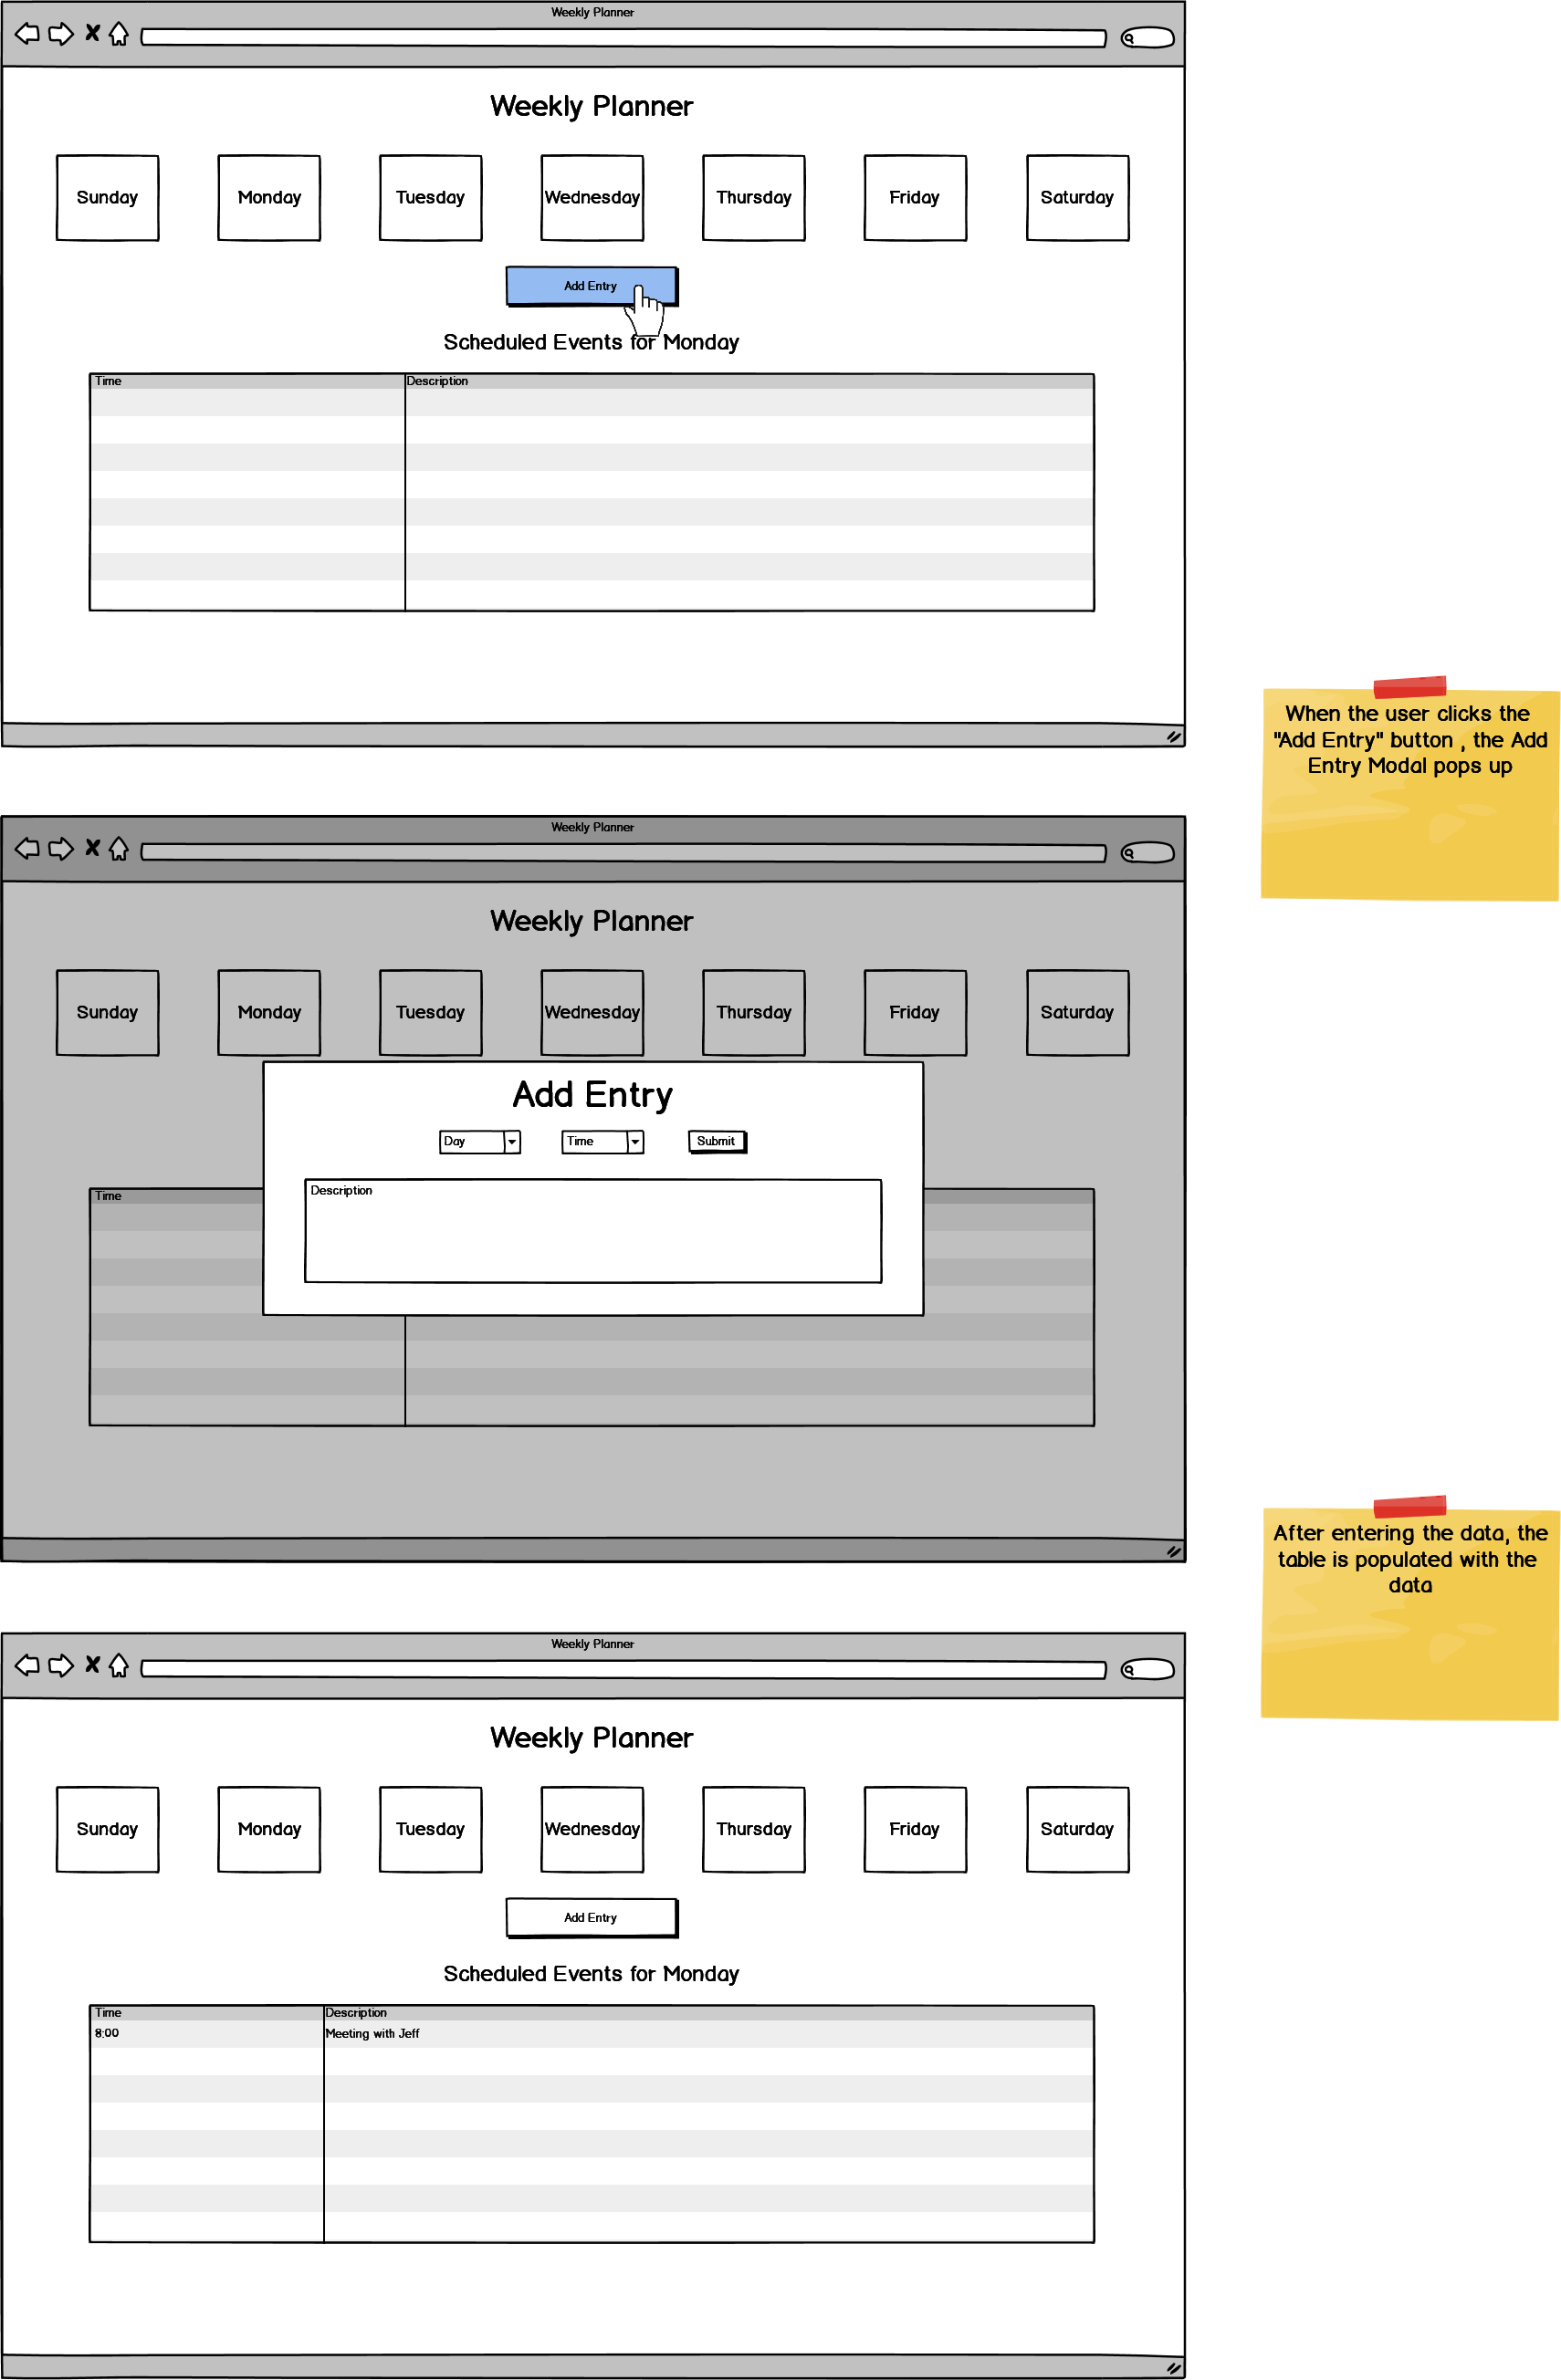 Weekly Planner
Weekly Planner
Sunday Monday Tuesday Wednesday Thursday Friday Saturday
Add Entry
Scheduled Events for Monday
Time Description
When the user clicks the
"Add Entry" button , the Add
Entry Modal pops up
Weekly Planner
Weekly Planner
Sunday Monday Tuesday Wednesday Thursday Friday Saturday
Add Entry
Day Time Submit
Time
Description
After entering the data, the
table is populated with the
data
Weekly Planner
Weekly Planner
Sunday Monday Tuesday Wednesday Thursday Friday Saturday
Add Entry
Scheduled Events for Monday
Time Description
8:00 Meeting with Jeff